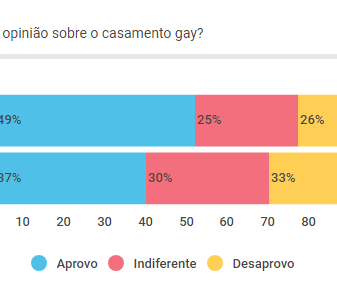 opinião sobre o casamento gay?
49% 25% 26%
37% 30% 33%
10 20 30 40 50 60 70 80
Aprovo Indiferente Desaprovo